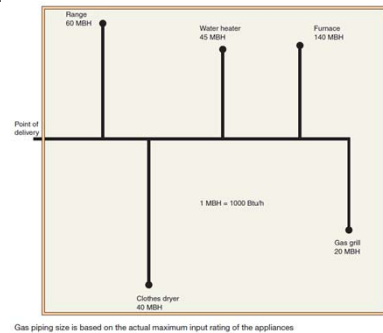 Range
60 MBH
Water heater
45 MBH
Furnace
140 MBH
Point of
delivery
1 MBH = 1000 Btu/h
Gas grill
20 MBH
Clothes dryer
40 MBH
Gas piping size is based on the actual maximum input rating of the appliances